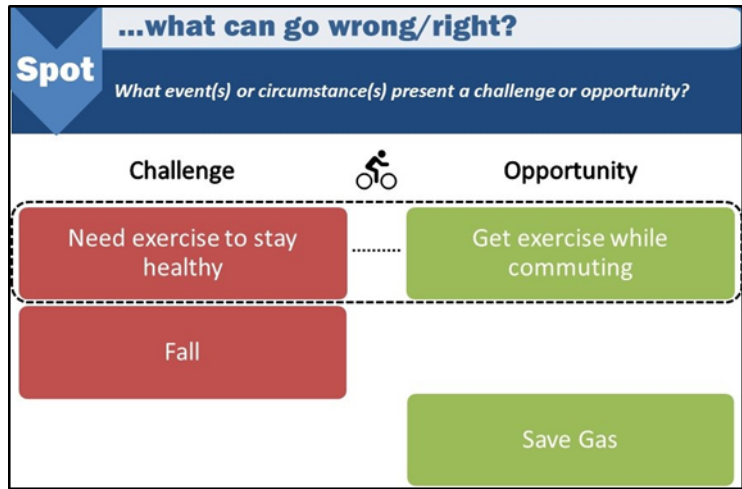 ...what can go wrong/right?
Spot
What event(s) or circumstance(s) present a challenge or opportunity?
Challenge
Opportunity
Need exercise to stay
healthy
Get exercise while
commuting
Fall
Save Gas